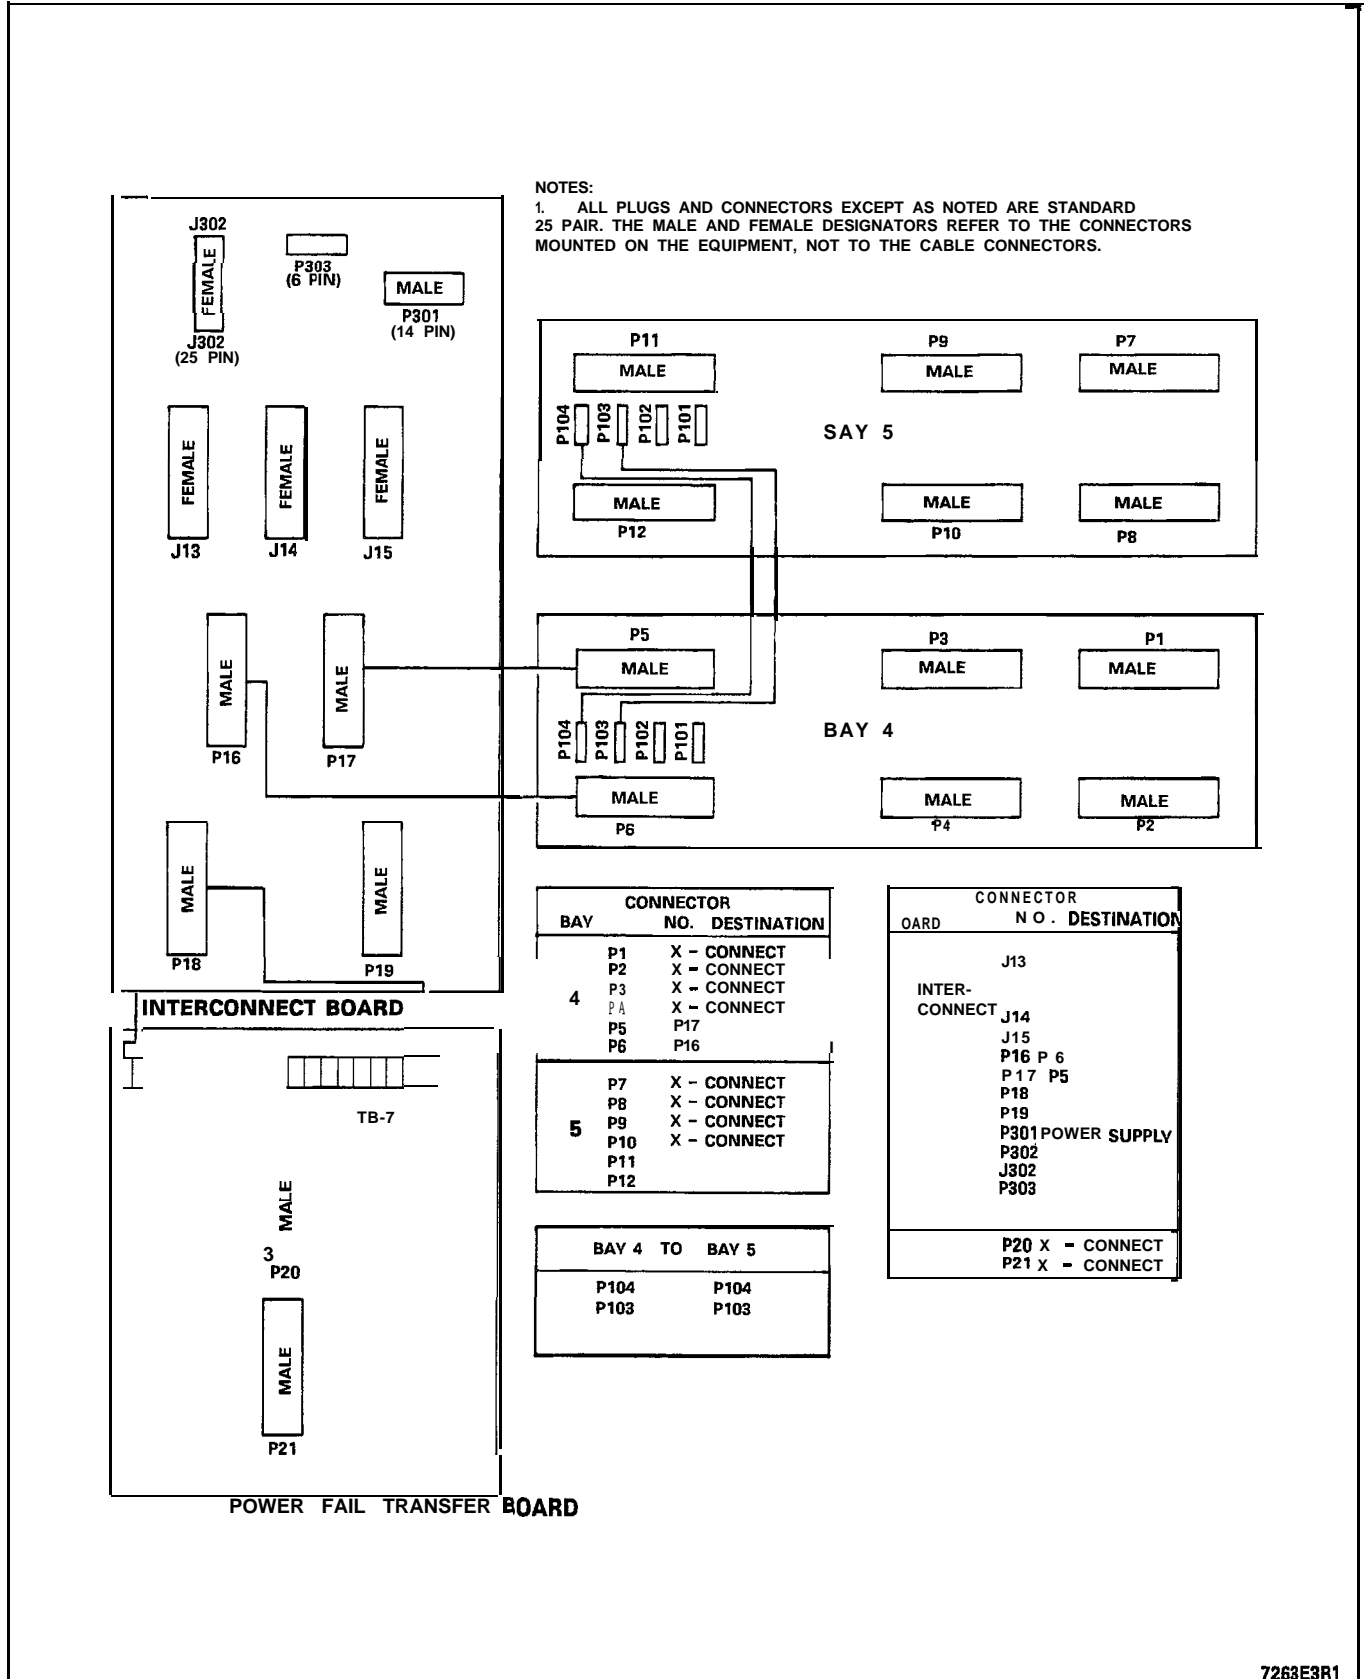 NOTES:
1. ALL PLUGS AND CONNECTORS EXCEPT AS NOTED ARE STANDARD
25 PAIR. THE MALE AND FEMALE DESIGNATORS REFER TO THE CONNECTORS
MOUNTED ON THE EQUIPMENT, NOT TO THE CABLE CONNECTORS.
J302
FEMALE
J302
(25 PIN)
P303
(6 PIN)
MALE
P301
(14 PIN)
FEMALE
J13
FEMALE
J14
FEMALE
J15
MALE
P16
MALE
P17
MALE
P18
MALE
P19
INTERCONNECT BOARD
P11
MALE
P9
MALE
P7
MALE
P104
P103
P102
P101
SAY 5
MALE
P12
MALE
P10
MALE
P8
P5
MALE
P3
MALE
P1
MALE
P104
P103
P102
P101
BAY 4
MALE
P6
MALE
P4
MALE
P2
TB-7
MALE
3
P20
MALE
P21
POWER FAIL TRANSFER BOARD
CONNECTOR
BAY NO. DESTINATION
P1 X - CONNECT
P2 X - CONNECT
P3 X - CONNECT
4
PA X - CONNECT
P5 P17
P6 P16
P7 X - CONNECT
P8 X - CONNECT
5 P9 X - CONNECT
P10 X - CONNECT
P11
P12
BAY 4 TO BAY 5
P104 P104
P103 P103
CONNECTOR
OARD NO. DESTINATION
J13
INTER-
CONNECT J14
J15
P16 P 6
P17 P5
P18
P19
P301 POWER SUPPLY
P302
J302
P303
P20 X - CONNECT
P21 X - CONNECT
7263E3R1